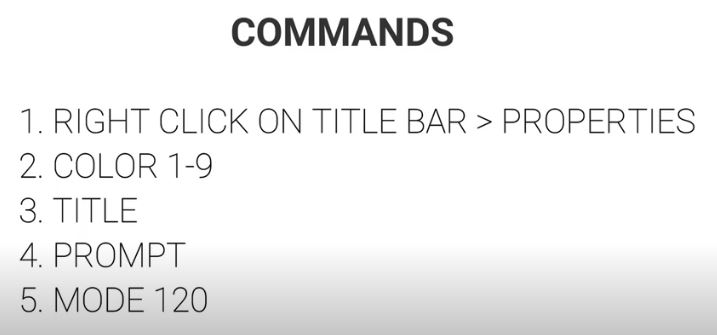 COMMANDS
1. RIGHT CLICK ON TITLE BAR > PROPERTIES
2. COLOR 1-9
3. TITLE
4. PROMPT
5. MODE 120